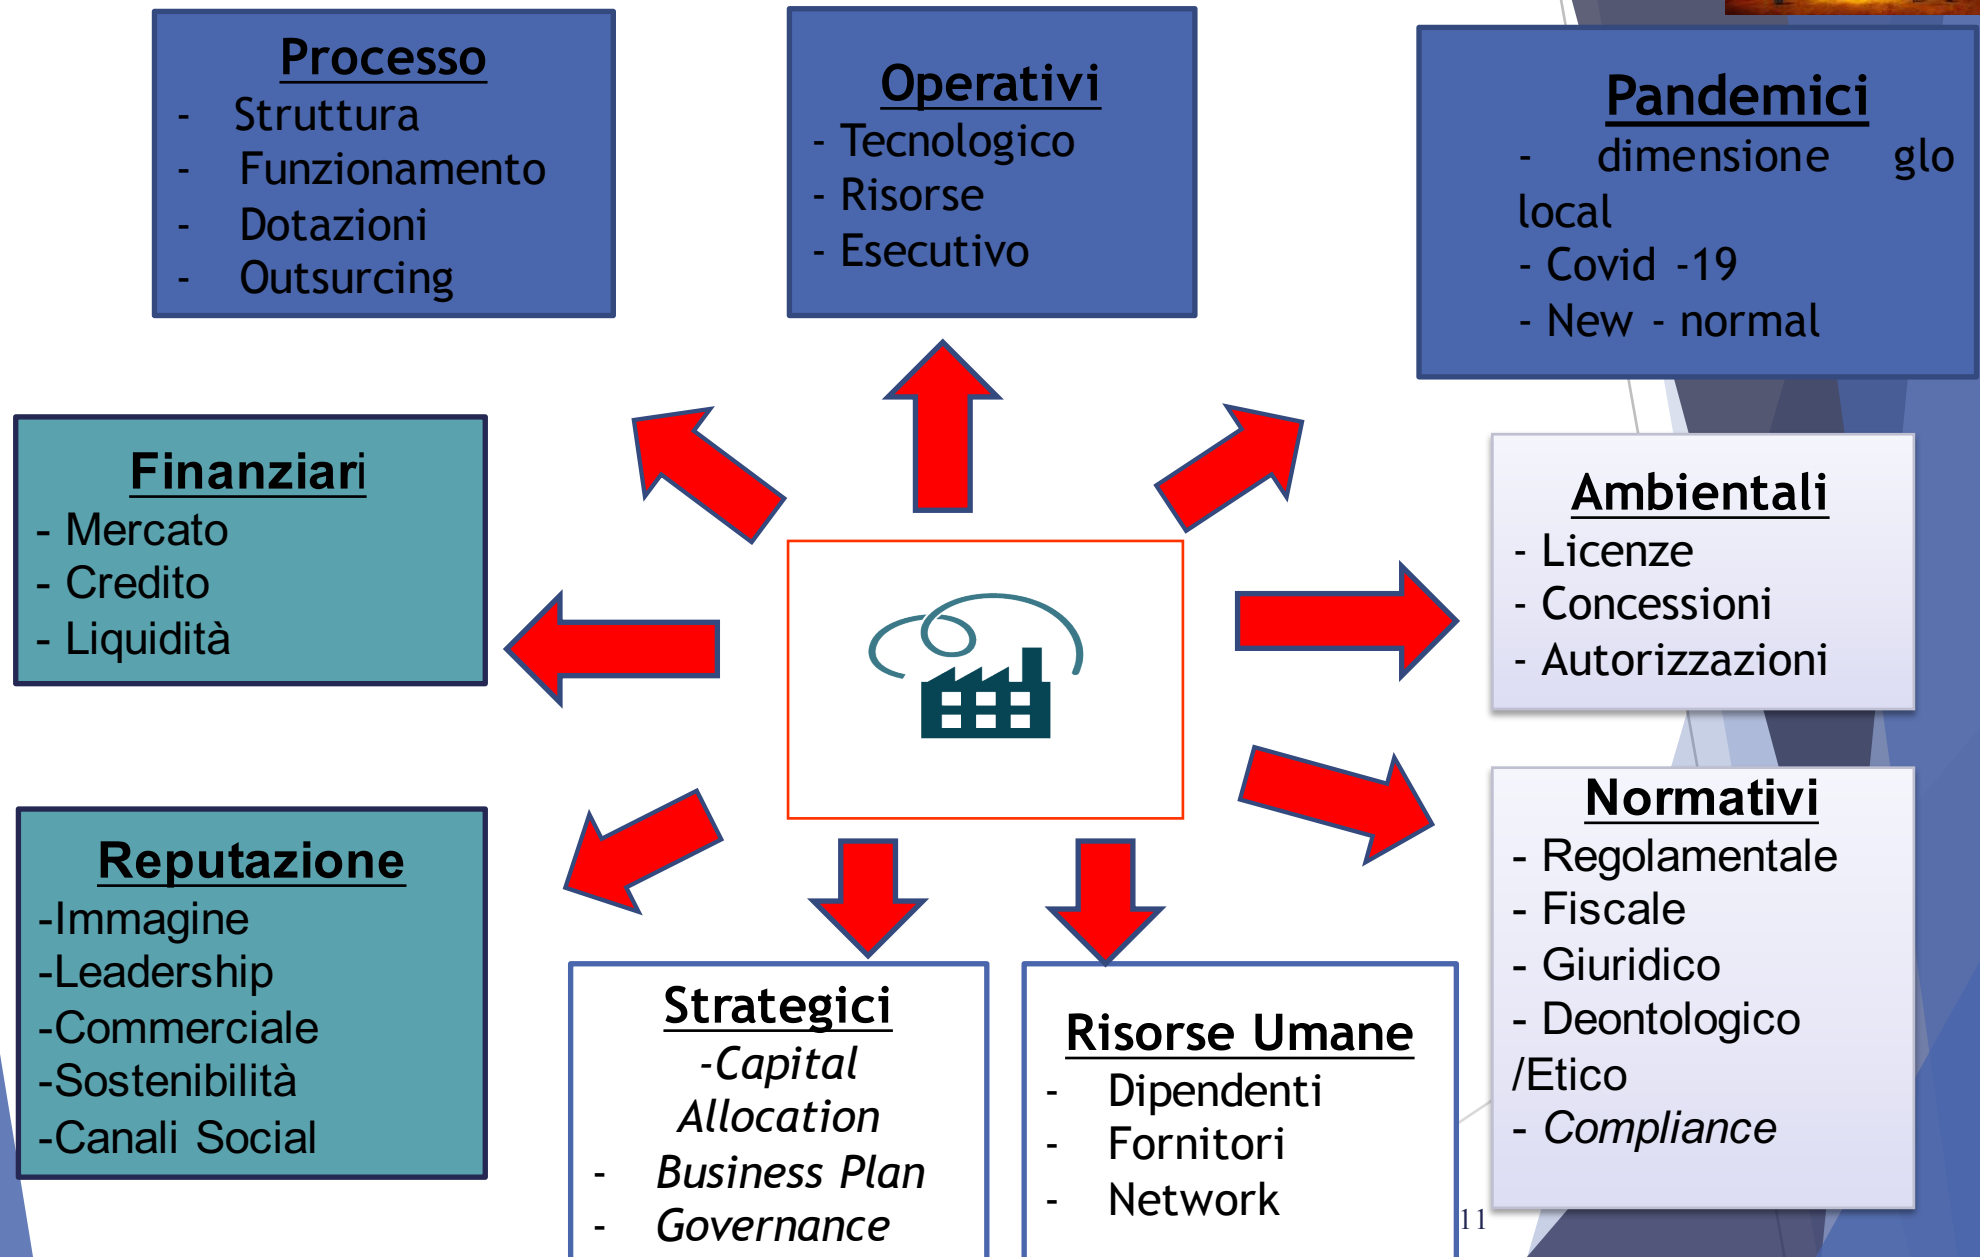 Processo
- Struttura
- Funzionamento
- Dotazioni
- Outsurcing
Operativi
- Tecnologico
- Risorse
- Esecutivo
Pandemici
- dimensione glo
local
- Covid -19
- New - normal
Finanziari
- Mercato
- Credito
- Liquidità
Ambientali
- Licenze
- Concessioni
- Autorizzazioni
Reputazione
-Immagine
-Leadership
-Commerciale
-Sostenibilità
-Canali Social
Strategici
-Capital
Allocation
- Business Plan
- Governance
Risorse Umane
- Dipendenti
- Fornitori
- Network
Normativi
- Regolamentale
- Fiscale
- Giuridico
- Deontologico
/Etico
- Compliance
11